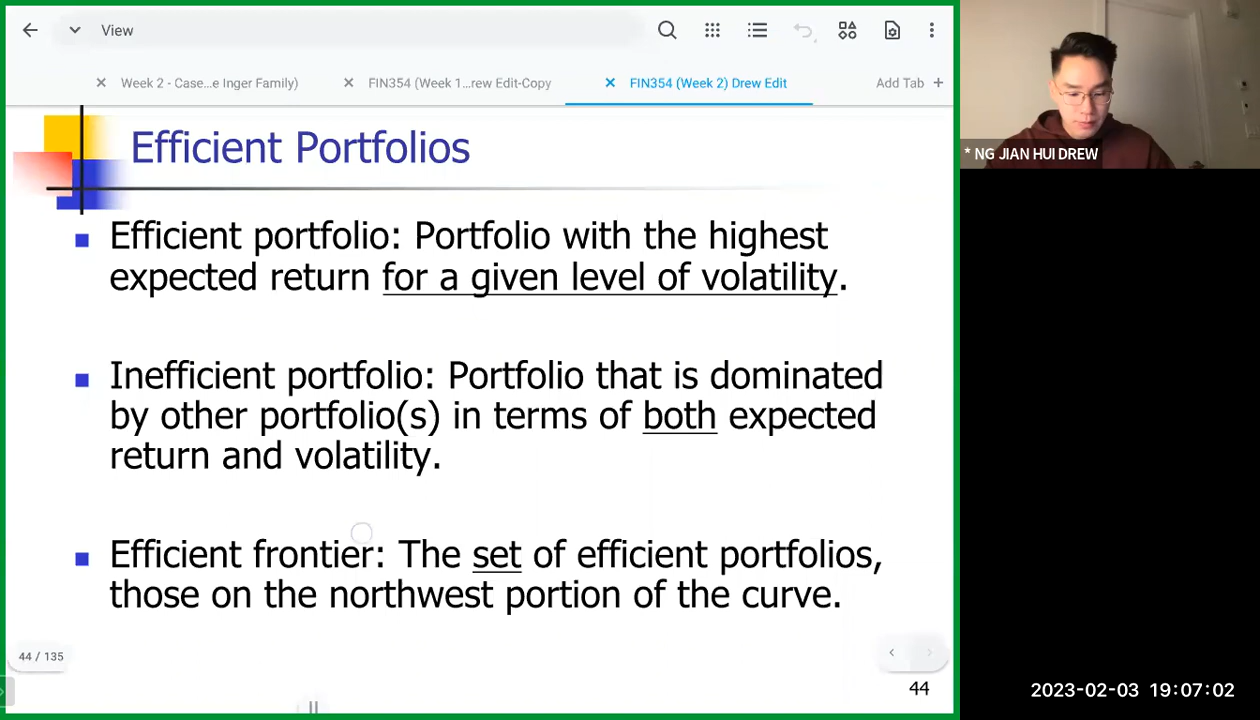 View
Week 2 - Case...e Inger Family)
FIN354 (Week 1...rew Edit-Copy
FIN354 (Week 2) Drew Edit
Add Tab +
Efficient Portfolios
Efficient portfolio: Portfolio with the highest
expected return for a given level of volatility.
Inefficient portfolio: Portfolio that is dominated
by other portfolio(s) in terms of both expected
return and volatility.
Efficient frontier: The set of efficient portfolios,
those on the northwest portion of the curve.
44 / 135
44
* NG JIAN HUI DREW
2023-02-03 19:07:02